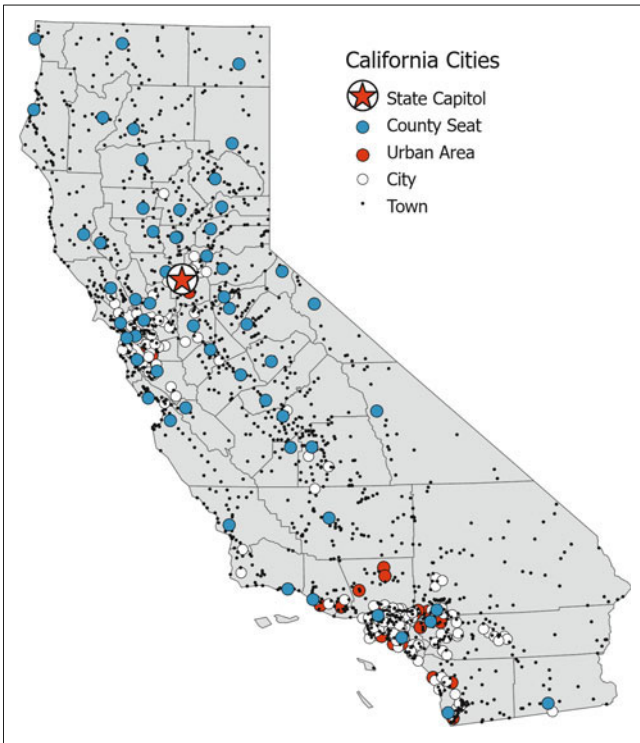 California Cities
State Capitol
County Seat
Urban Area
City
Town